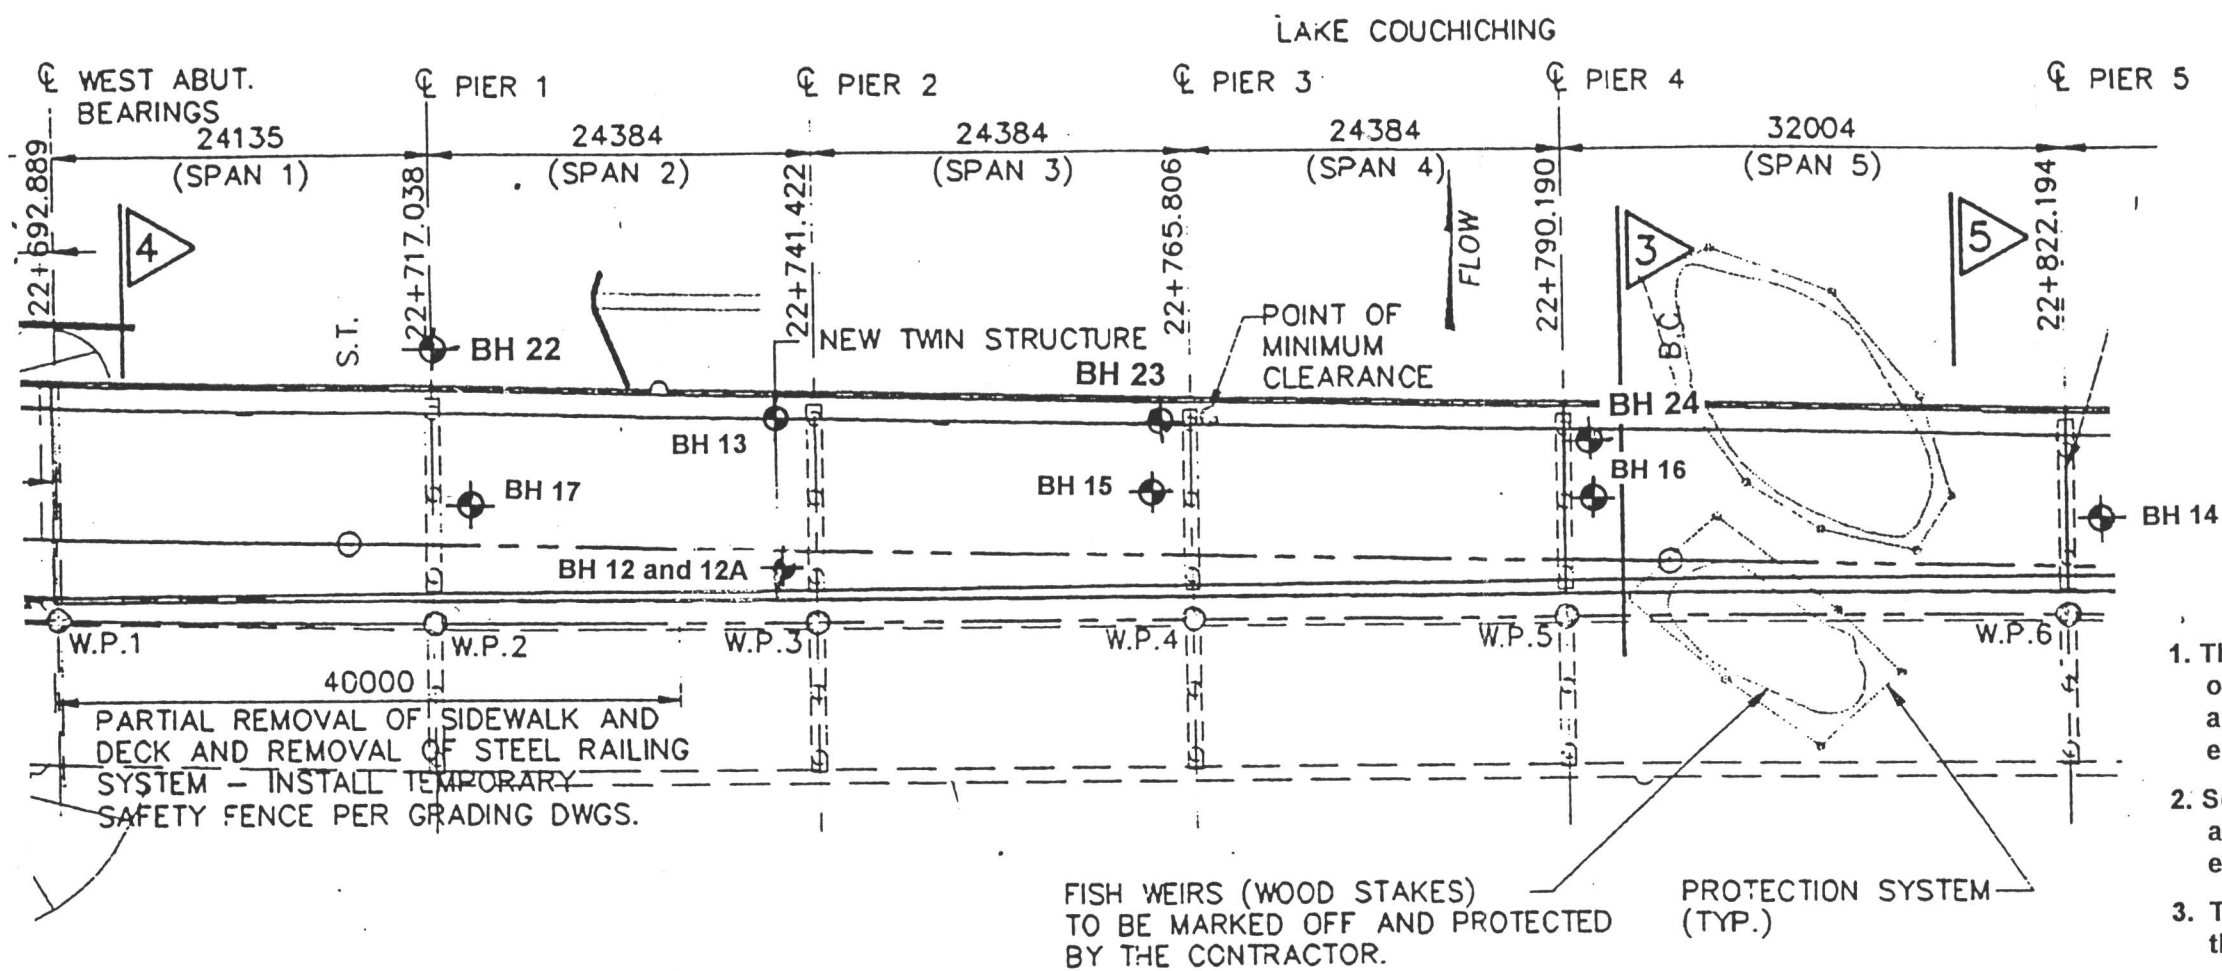 LAKE COUCHICHING
℄ WEST ABUT.
BEARINGS
℄ PIER 1
℄ PIER 2
℄ PIER 3
℄ PIER 4
℄ PIER 5
24135
(SPAN 1)
24384
(SPAN 2)
24384
(SPAN 3)
24384
(SPAN 4)
32004
(SPAN 5)
22+692.889
22+717.038
22+741.422
22+765.806
22+790.190
22+822.194
4
3
5
FLOW
S.T.
B.C.
BH 22
NEW TWIN STRUCTURE
POINT OF
MINIMUM
CLEARANCE
BH 23
BH 24
BH 13
BH 17
BH 15
BH 16
BH 14
BH 12 and 12A
W.P.1
W.P.2
W.P.3
W.P.4
W.P.5
W.P.6
40000
PARTIAL REMOVAL OF SIDEWALK AND
DECK AND REMOVAL OF STEEL RAILING
SYSTEM - INSTALL TEMPORARY
SAFETY FENCE PER GRADING DWGS.
FISH WEIRS (WOOD STAKES)
TO BE MARKED OFF AND PROTECTED
BY THE CONTRACTOR.
PROTECTION SYSTEM
(TYP.)
1.
2.
3.